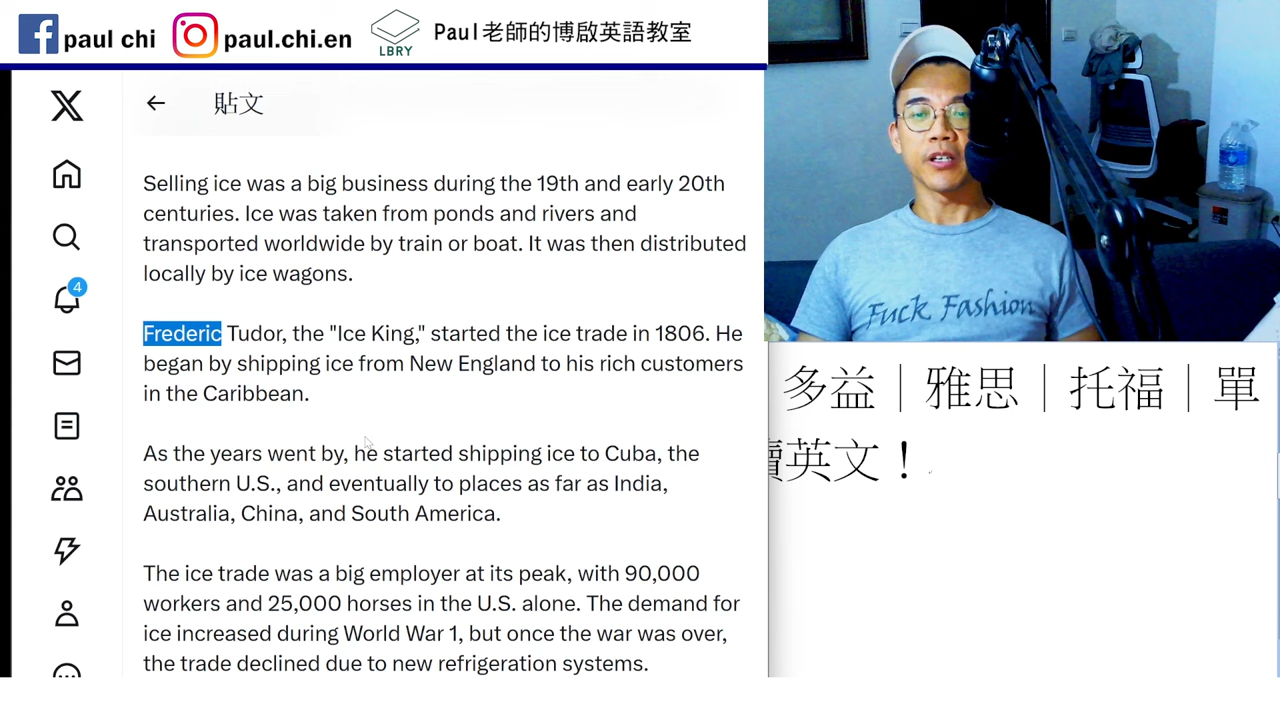 paul chi
paul.chi.en
LBRY
Paul老師的博啟英語教室
貼文
4
Selling ice was a big business during the 19th and early 20th
centuries. Ice was taken from ponds and rivers and
transported worldwide by train or boat. It was then distributed
locally by ice wagons.
Frederic Tudor, the "Ice King," started the ice trade in 1806. He
began by shipping ice from New England to his rich customers
in the Caribbean.
As the years went by, he started shipping ice to Cuba, the
southern U.S., and eventually to places as far as India,
Australia, China, and South America.
The ice trade was a big employer at its peak, with 90,000
workers and 25,000 horses in the U.S. alone. The demand for
ice increased during World War 1, but once the war was over,
the trade declined due to new refrigeration systems.
Fuck Fashion
多益｜雅思｜托福｜單
讀英文！